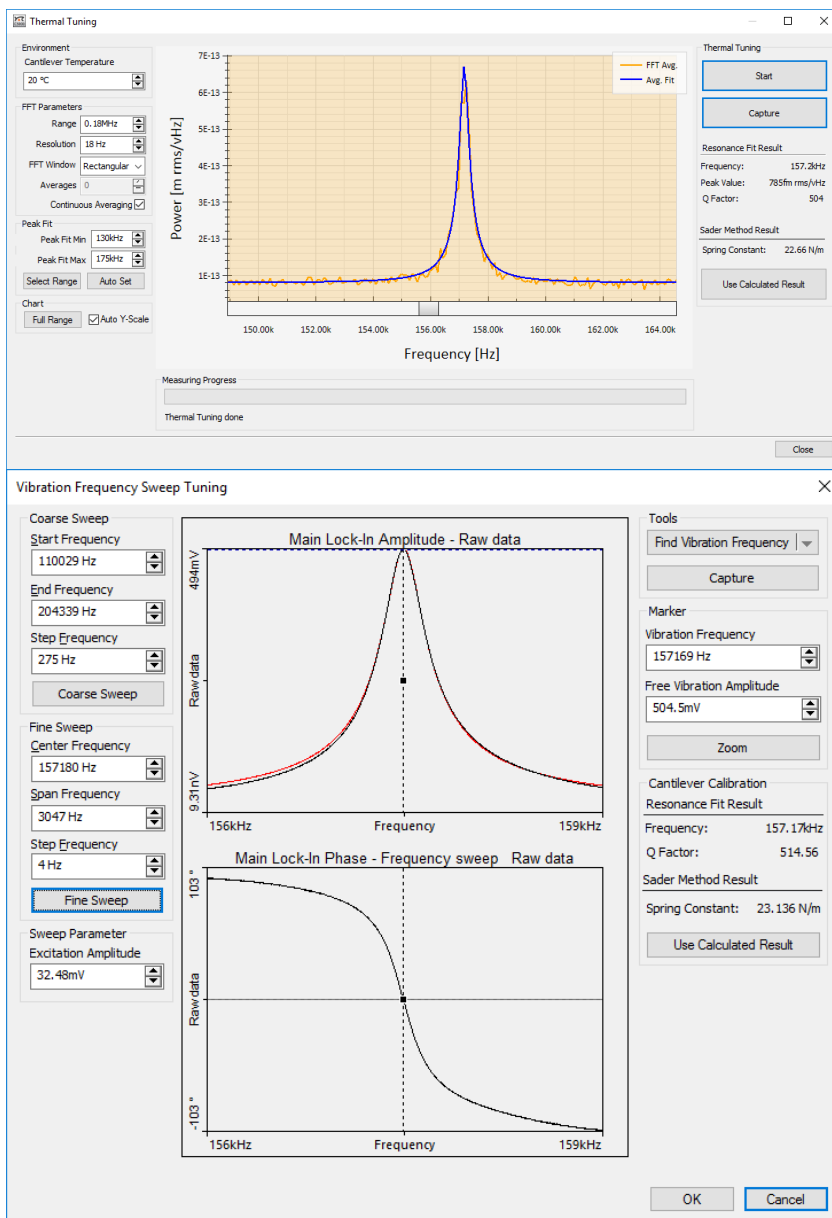 Thermal Tuning
Environment
Cantilever Temperature
20 °C
FFT Parameters
Range 0.18MHz
Resolution 18 Hz
FFT Window Rectangular
Averages 0
Continuous Averaging
Peak Fit
Peak Fit Min 130kHz
Peak Fit Max 175kHz
Select Range Auto Set
Chart
Full Range Auto Y-Scale
Power [m rms/vHz]
7E-13
6E-13
5E-13
4E-13
3E-13
2E-13
1E-13
FFT Avg.
Avg. Fit
150.00k 152.00k 154.00k 156.00k 158.00k 160.00k 162.00k 164.00k
Frequency [Hz]
Measuring Progress
Thermal Tuning done
Thermal Tuning
Start
Capture
Resonance Fit Result
Frequency: 157.2kHz
Peak Value: 785fm rms/vHz
Q Factor: 504
Sader Method Result
Spring Constant: 22.66 N/m
Use Calculated Result
Close
Vibration Frequency Sweep Tuning
Coarse Sweep
Start Frequency
110029 Hz
End Frequency
204339 Hz
Step Frequency
275 Hz
Coarse Sweep
Fine Sweep
Center Frequency
157180 Hz
Span Frequency
3047 Hz
Step Frequency
4 Hz
Fine Sweep
Sweep Parameter
Excitation Amplitude
32.48mV
Main Lock-In Amplitude - Raw data
494mV
Raw data
9.31nV
156kHz Frequency 159kHz
Main Lock-In Phase - Frequency sweep Raw data
103 °
Raw data
-103 °
156kHz Frequency 159kHz
Tools
Find Vibration Frequency
Capture
Marker
Vibration Frequency
157169 Hz
Free Vibration Amplitude
504.5mV
Zoom
Cantilever Calibration
Resonance Fit Result
Frequency: 157.17kHz
Q Factor: 514.56
Sader Method Result
Spring Constant: 23.136 N/m
Use Calculated Result
OK Cancel